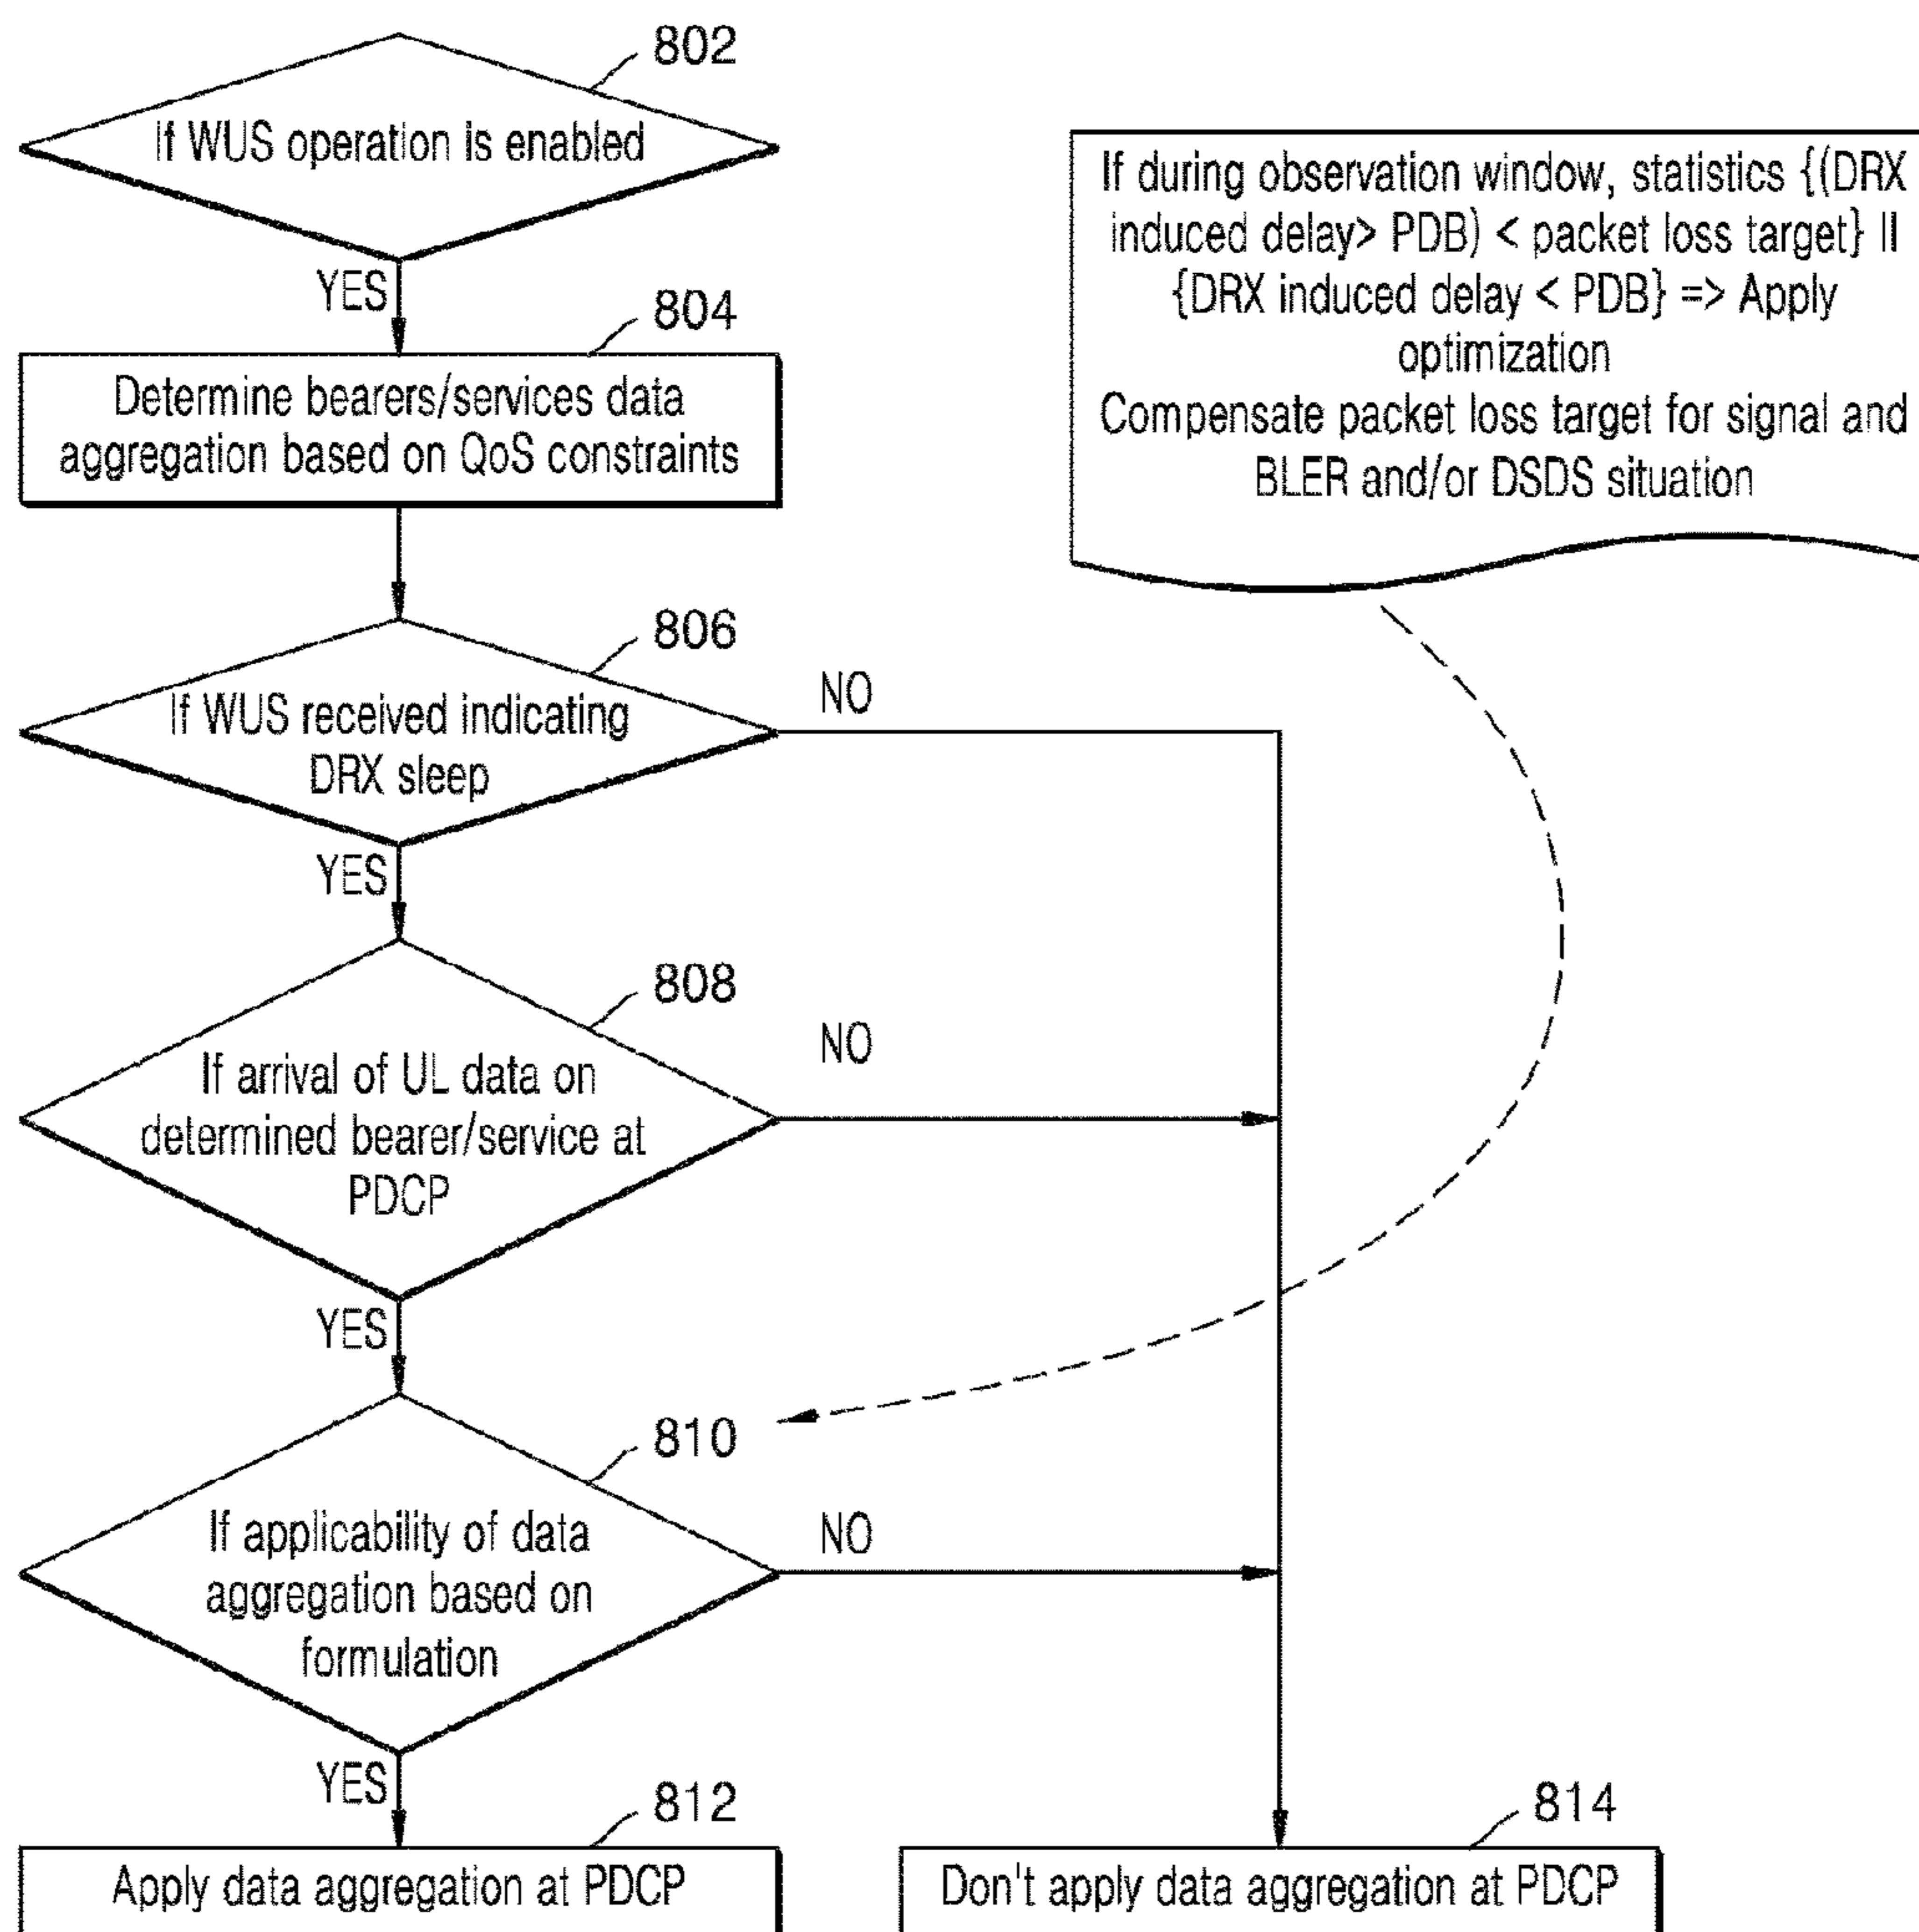 802
If WUS operation is enabled
YES
804
Determine bearers/services data
aggregation based on QoS constraints
806
If WUS received indicating
DRX sleep
NO
YES
808
If arrival of UL data on
determined bearer/service at
PDCP
NO
YES
810
If applicability of data
aggregation based on
formulation
NO
YES
812
Apply data aggregation at PDCP
814
Don't apply data aggregation at PDCP
If during observation window, statistics {(DRX
induced delay> PDB) < packet loss target} II
{DRX induced delay < PDB} => Apply
optimization
Compensate packet loss target for signal and
BLER and/or DSDS situation